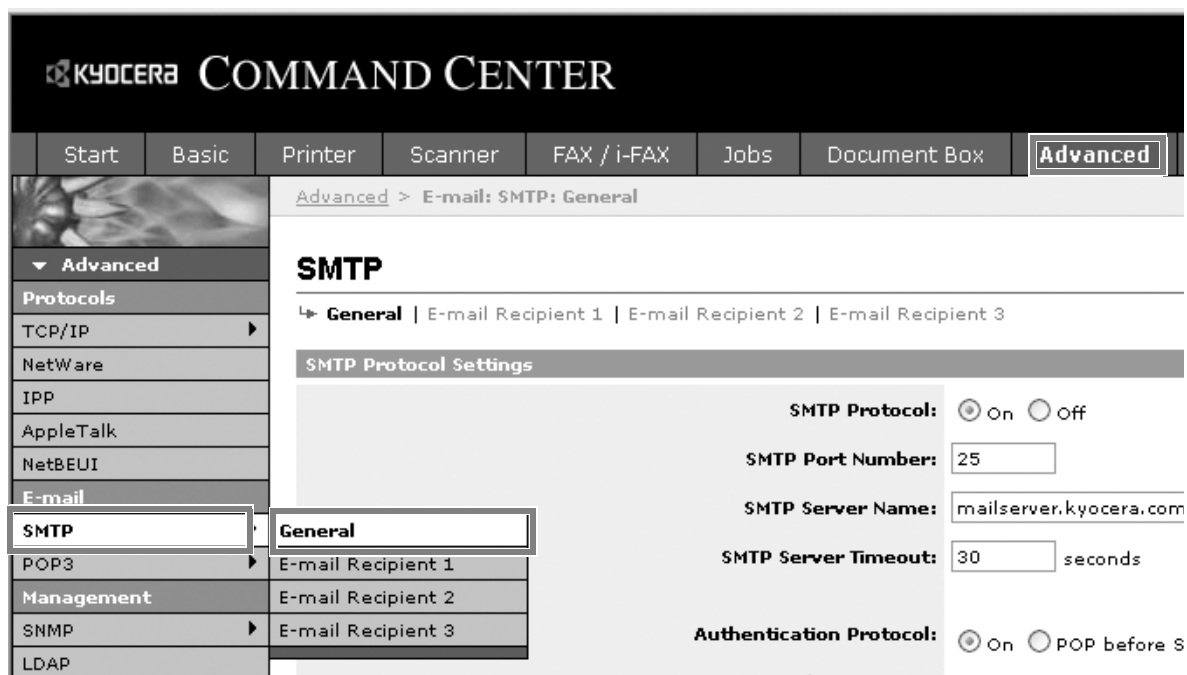 KYOCERA COMMAND CENTER
Start Basic Printer Scanner FAX / i-FAX Jobs Document Box Advanced
Advanced > E-mail: SMTP: General
Advanced
Protocols
TCP/IP
NetWare
IPP
AppleTalk
NetBEUI
E-mail
SMTP
POP3
Management
SNMP
LDAP
General
E-mail Recipient 1
E-mail Recipient 2
E-mail Recipient 3
SMTP
General | E-mail Recipient 1 | E-mail Recipient 2 | E-mail Recipient 3
SMTP Protocol Settings
SMTP Protocol: On Off
SMTP Port Number: 25
SMTP Server Name: mailserver.kyocera.com
SMTP Server Timeout: 30 seconds
Authentication Protocol: On POP before S